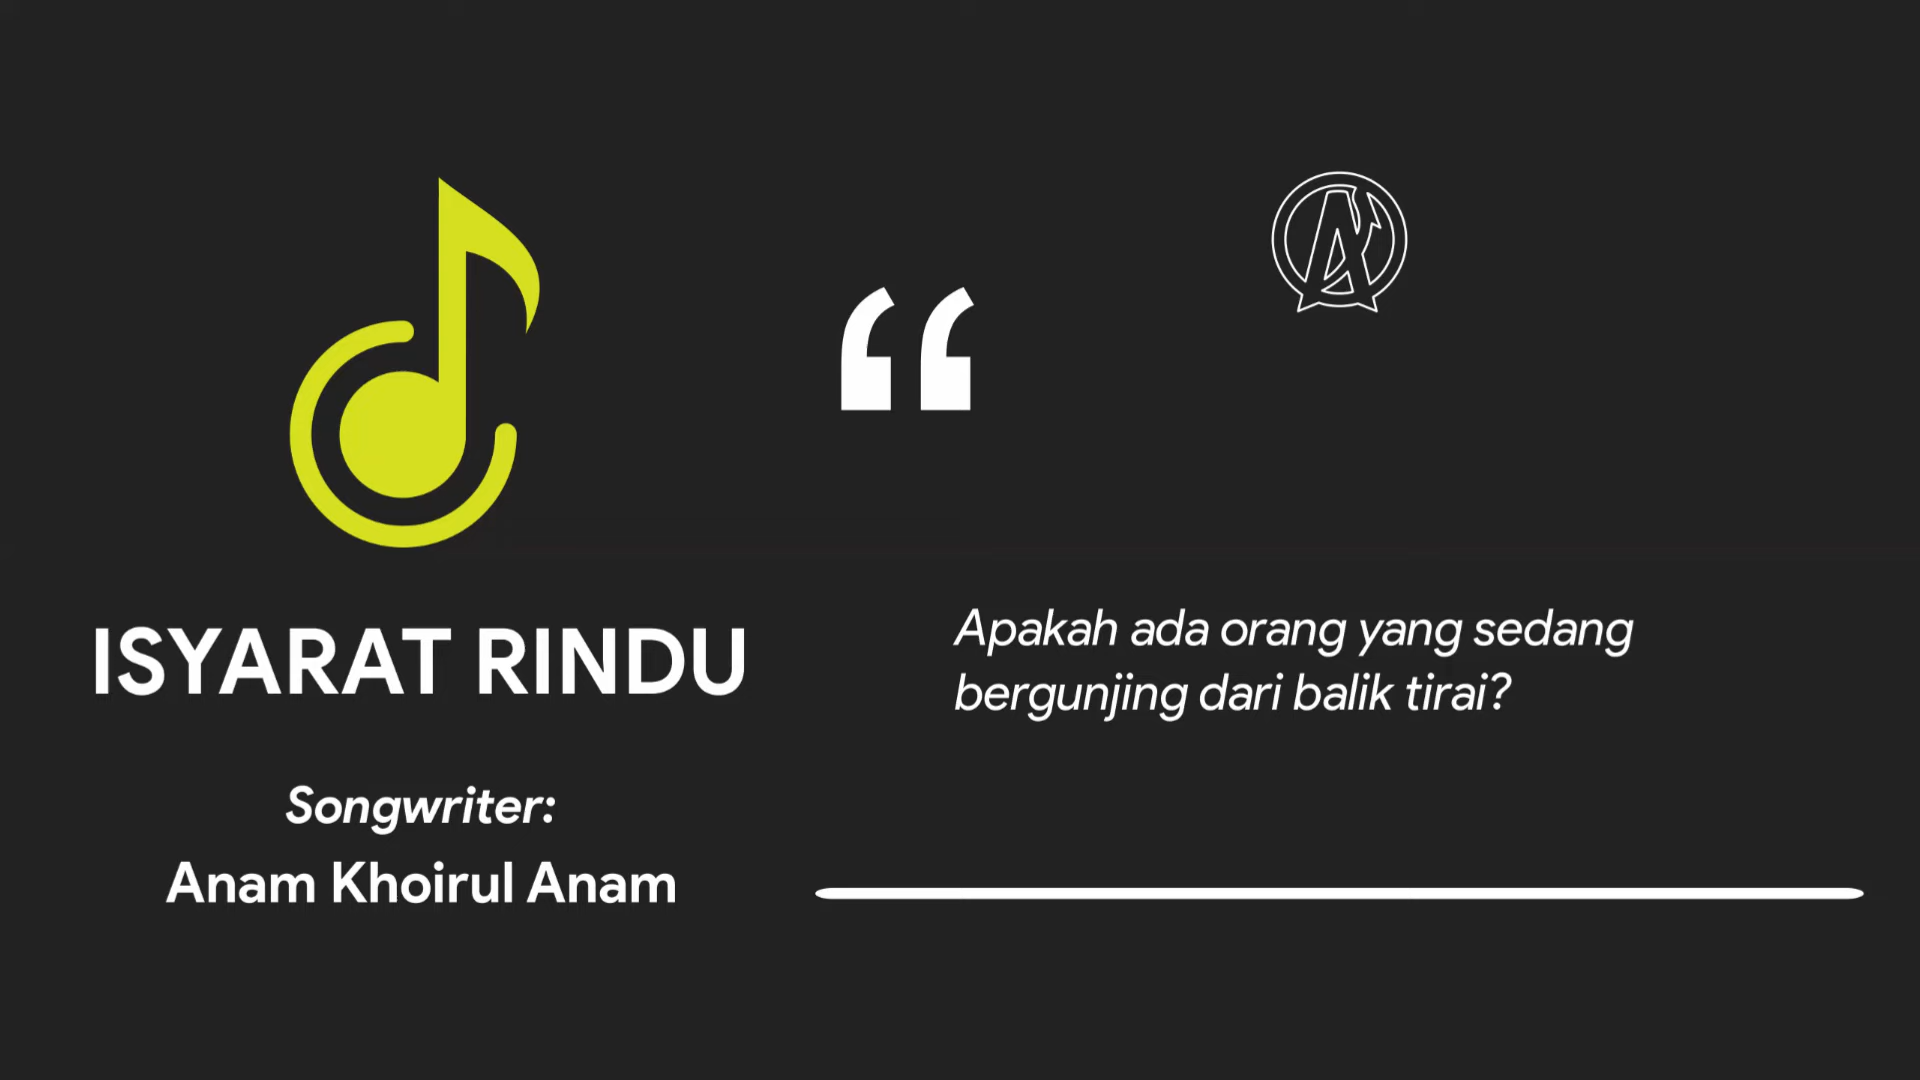 ISYARAT RINDU
Songwriter:
Anam Khoirul Anam
“
Apakah ada orang yang sedang
bergunjing dari balik tirai?